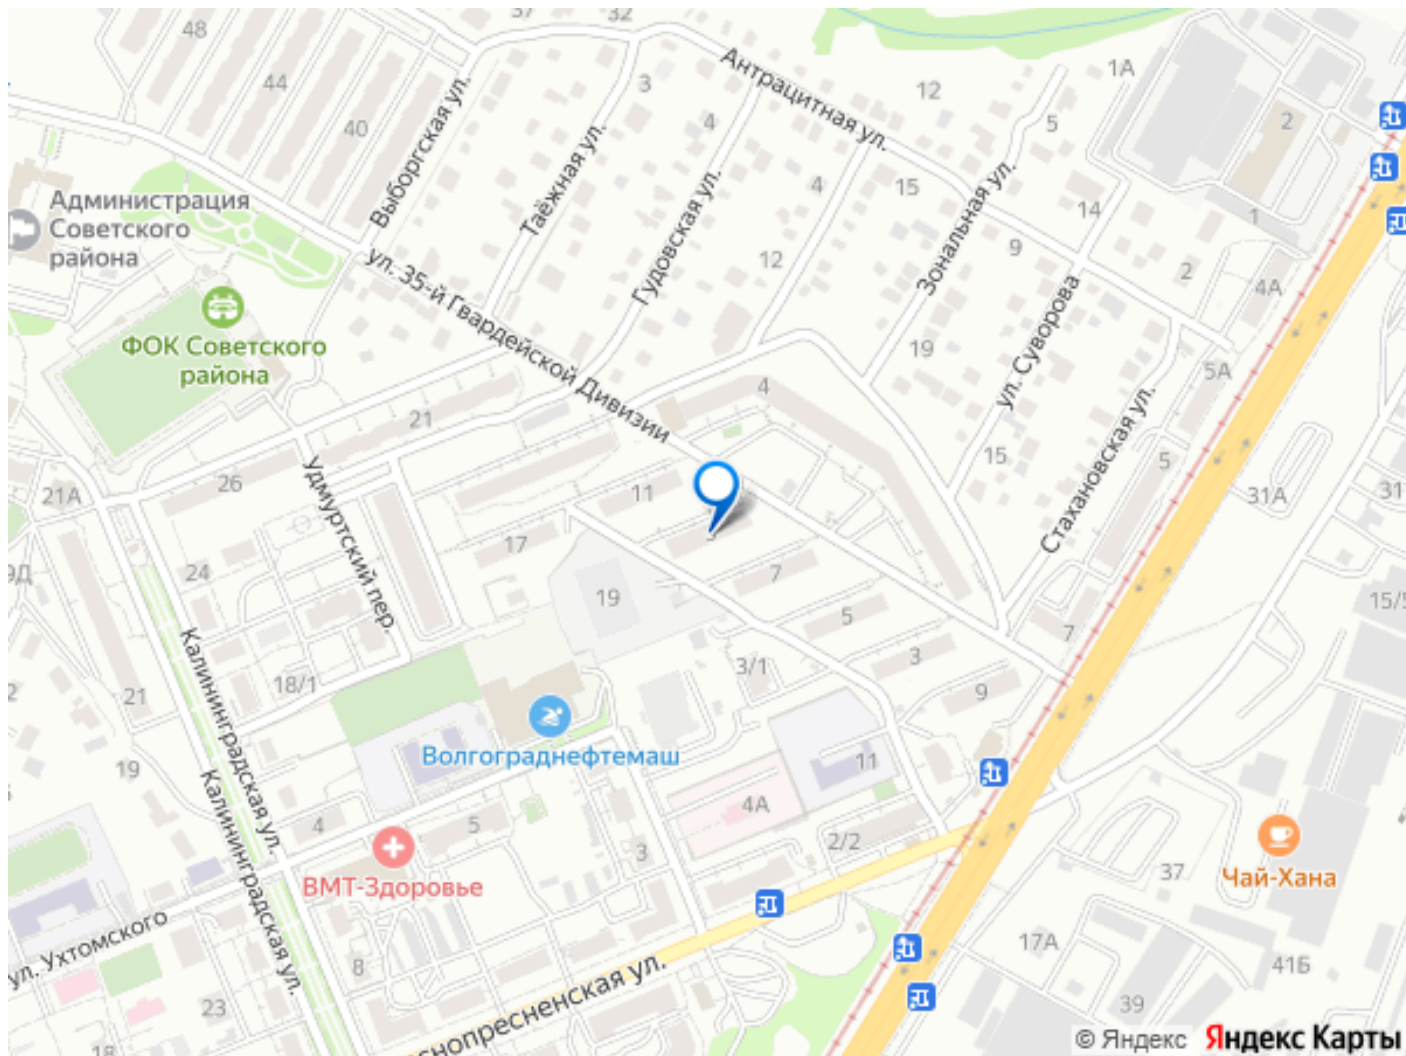 37
32
48
Антрацитная ул.
3
1А
44
12
4
5
2
40
Выборгская ул.
Таёжная ул.
Гудовская ул.
4
15
Зональная ул.
14
1
Администрация
Советского
района
ул. 35-й Гвардейской Дивизии
12
9
2
4А
ФОК Советского
района
19
ул. Суворова
5А
21
4
Стахановская ул.
15
5
26
21А
Удмуртский пер.
11
31А
31
17
24
7
19
5
15/5
7
3
3/1
9
Калининградская ул.
21
18/1
Волгограднефтемаш
19
11
4А
4
5
3
2/2
Калининградская ул.
ВМТ-Здоровье
37
Чай-Хана
ул. Ухтомского
8
17А
41Б
23
39
снопресненская ул.
18
© Яндекс Яндекс Карты